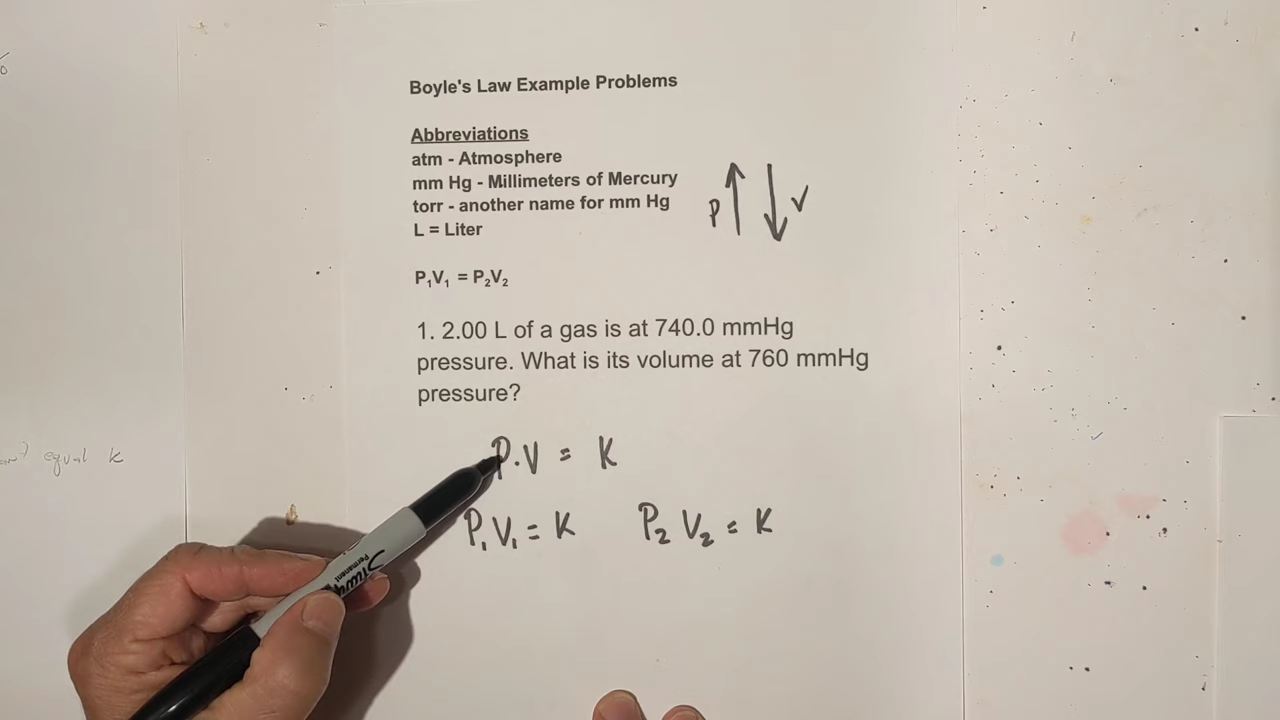 Boyle's Law Example Problems
Abbreviations
atm - Atmosphere
mm Hg - Millimeters of Mercury
torr - another name for mm Hg
L = Liter
P ↑ ↓ V
P₁V₁ = P₂V₂
1. 2.00 L of a gas is at 740.0 mmHg
pressure. What is its volume at 760 mmHg
pressure?
P·V = K
P₁V₁ = K P₂V₂ = K
equal k
Permanent